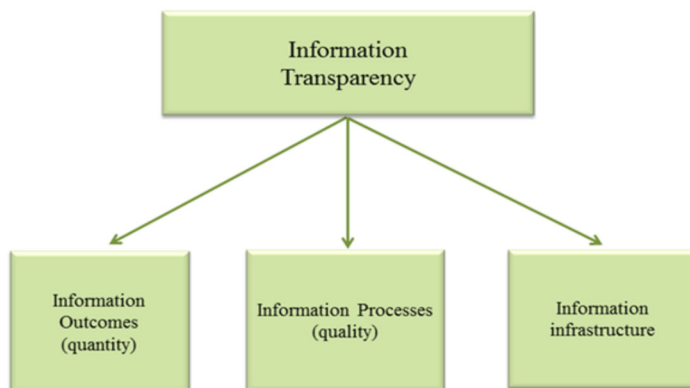 Information
Transparency
Information
Outcomes
(quantity)
Information Processes
(quality)
Information
infrastructure